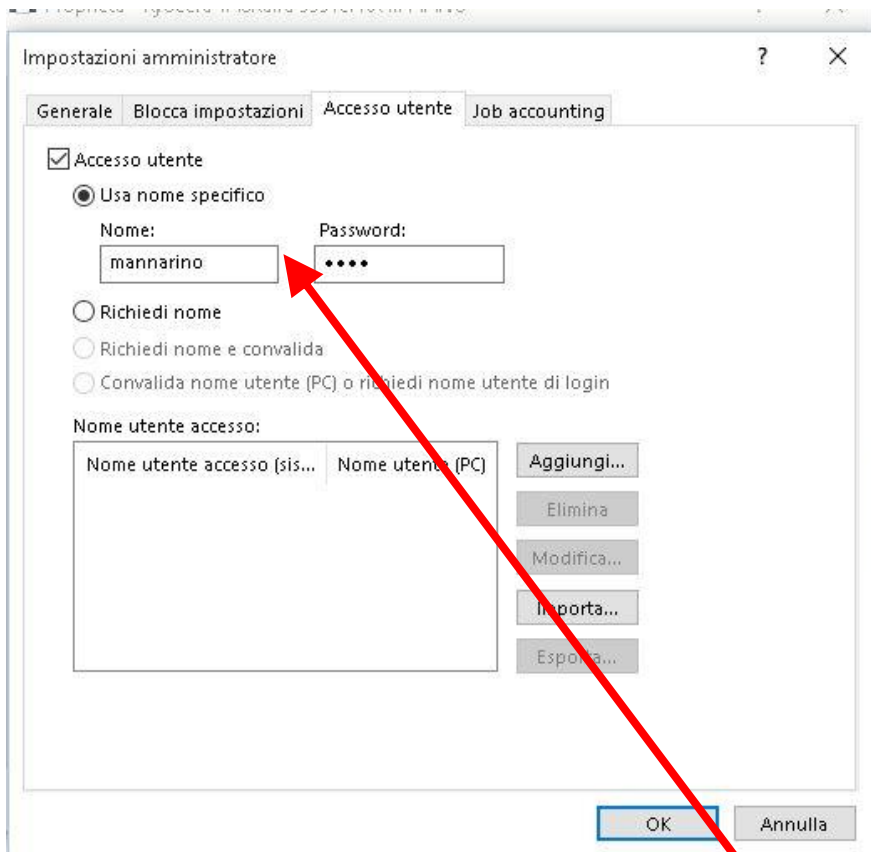 Impostazioni amministratore ?
Generale Blocca impostazioni Accesso utente Job accounting
Accesso utente
Usa nome specifico
Nome: Password:
mannarino ••••
Richiedi nome
Richiedi nome e convalida
Convalida nome utente (PC) o richiedi nome utente di login
Nome utente accesso:
Nome utente accesso (sis... Nome utente (PC)
Aggiungi...
Elimina
Modifica...
Importa...
Esporta...
OK Annulla